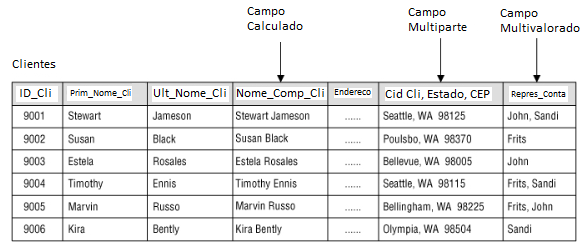 Campo Calculado
Campo Multiparte
Campo Multivalorado
Clientes
ID_Cli Prim_Nome_Cli Ult_Nome_Cli Nome_Comp_Cli Endereco Cid Cli, Estado, CEP Repres_Conta
9001 Stewart Jameson Stewart Jameson ...... Seattle, WA 98125 John, Sandi
9002 Susan Black Susan Black ...... Poulsbo, WA 98370 Frits
9003 Estela Rosales Estela Rosales ...... Bellevue, WA 98005 John
9004 Timothy Ennis Timothy Ennis ...... Seattle, WA 98115 Frits, Sandi
9005 Marvin Russo Marvin Russo ...... Bellingham, WA 98225 Frits, John
9006 Kira Bently Kira Bently ...... Olympia, WA 98504 Sandi